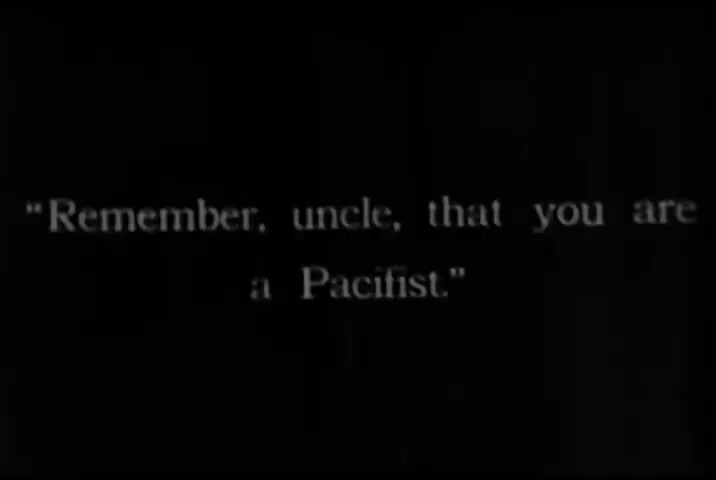 "Remember, uncle, that you are
a Pacifist."